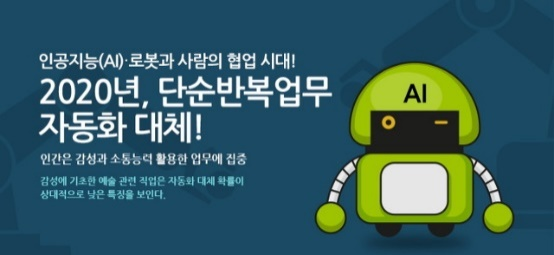 인공지능(AI)·로봇과 사람의 협업 시대!
2020년, 단순반복업무
자동화 대체!
인간은 감성과 소통능력 활용한 업무에 집중
감성에 기초한 예술 관련 직업은 자동화 대체 확률이
상대적으로 낮은 특징을 보인다.
AI